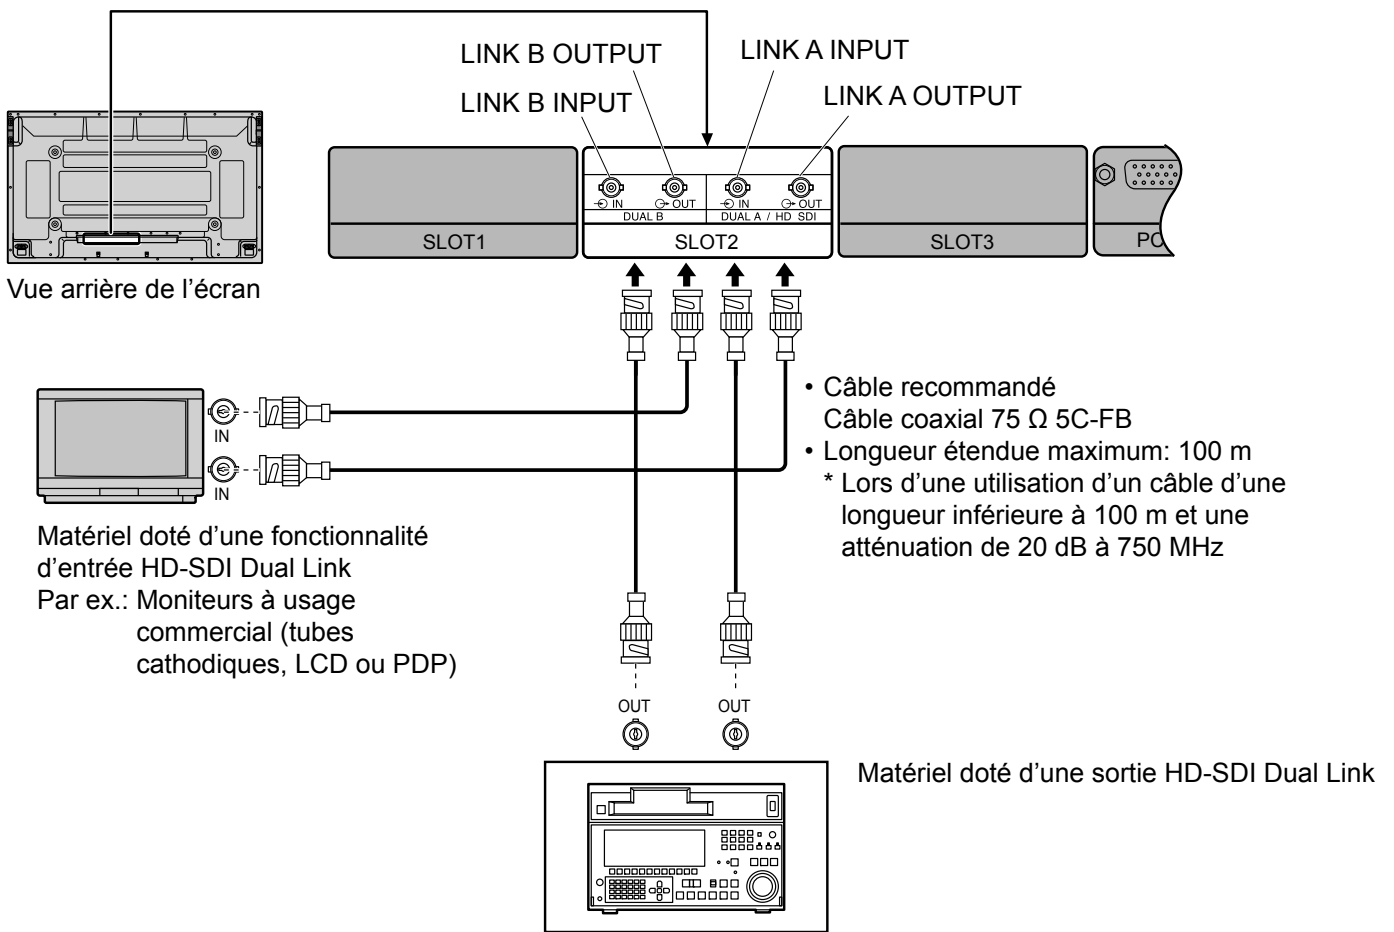 LINK B OUTPUT
LINK A INPUT
LINK B INPUT
LINK A OUTPUT
IN
OUT
IN
OUT
DUAL B
DUAL A / HD SDI
SLOT1
SLOT2
SLOT3
PC
Vue arrière de l’écran
IN
IN
• Câble recommandé
Câble coaxial 75 Ω 5C-FB
• Longueur étendue maximum: 100 m
* Lors d’une utilisation d’un câble d’une
longueur inférieure à 100 m et une
atténuation de 20 dB à 750 MHz
Matériel doté d’une fonctionnalité
d’entrée HD-SDI Dual Link
Par ex.: Moniteurs à usage
commercial (tubes
cathodiques, LCD ou PDP)
OUT
OUT
Matériel doté d’une sortie HD-SDI Dual Link